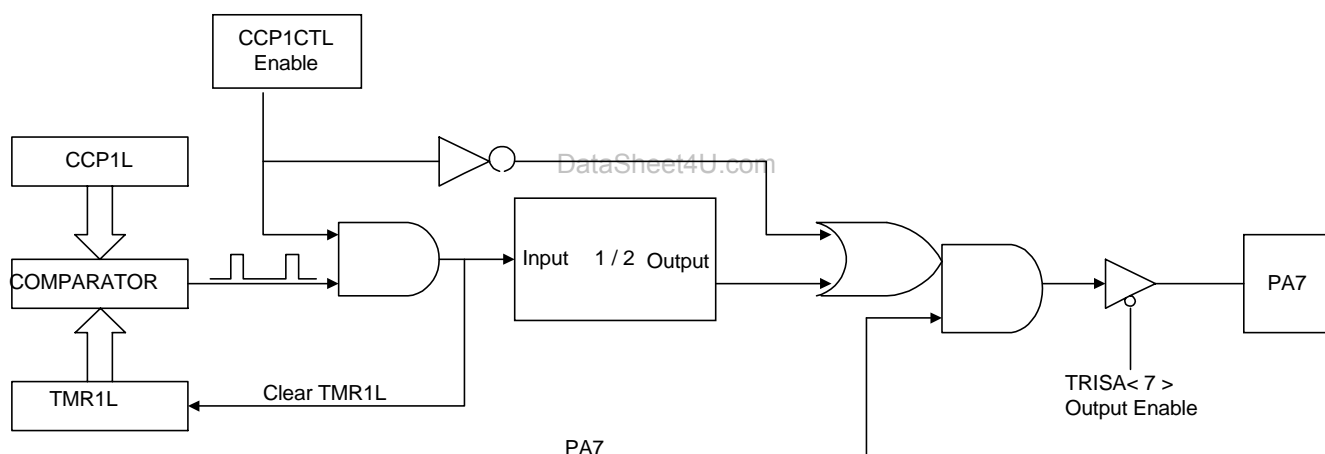 CCP1CTL
Enable
CCP1L
DataSheet4U.com
COMPARATOR
Input 1 / 2 Output
PA7
TMR1L
Clear TMR1L
TRISA< 7 >
Output Enable
PA7